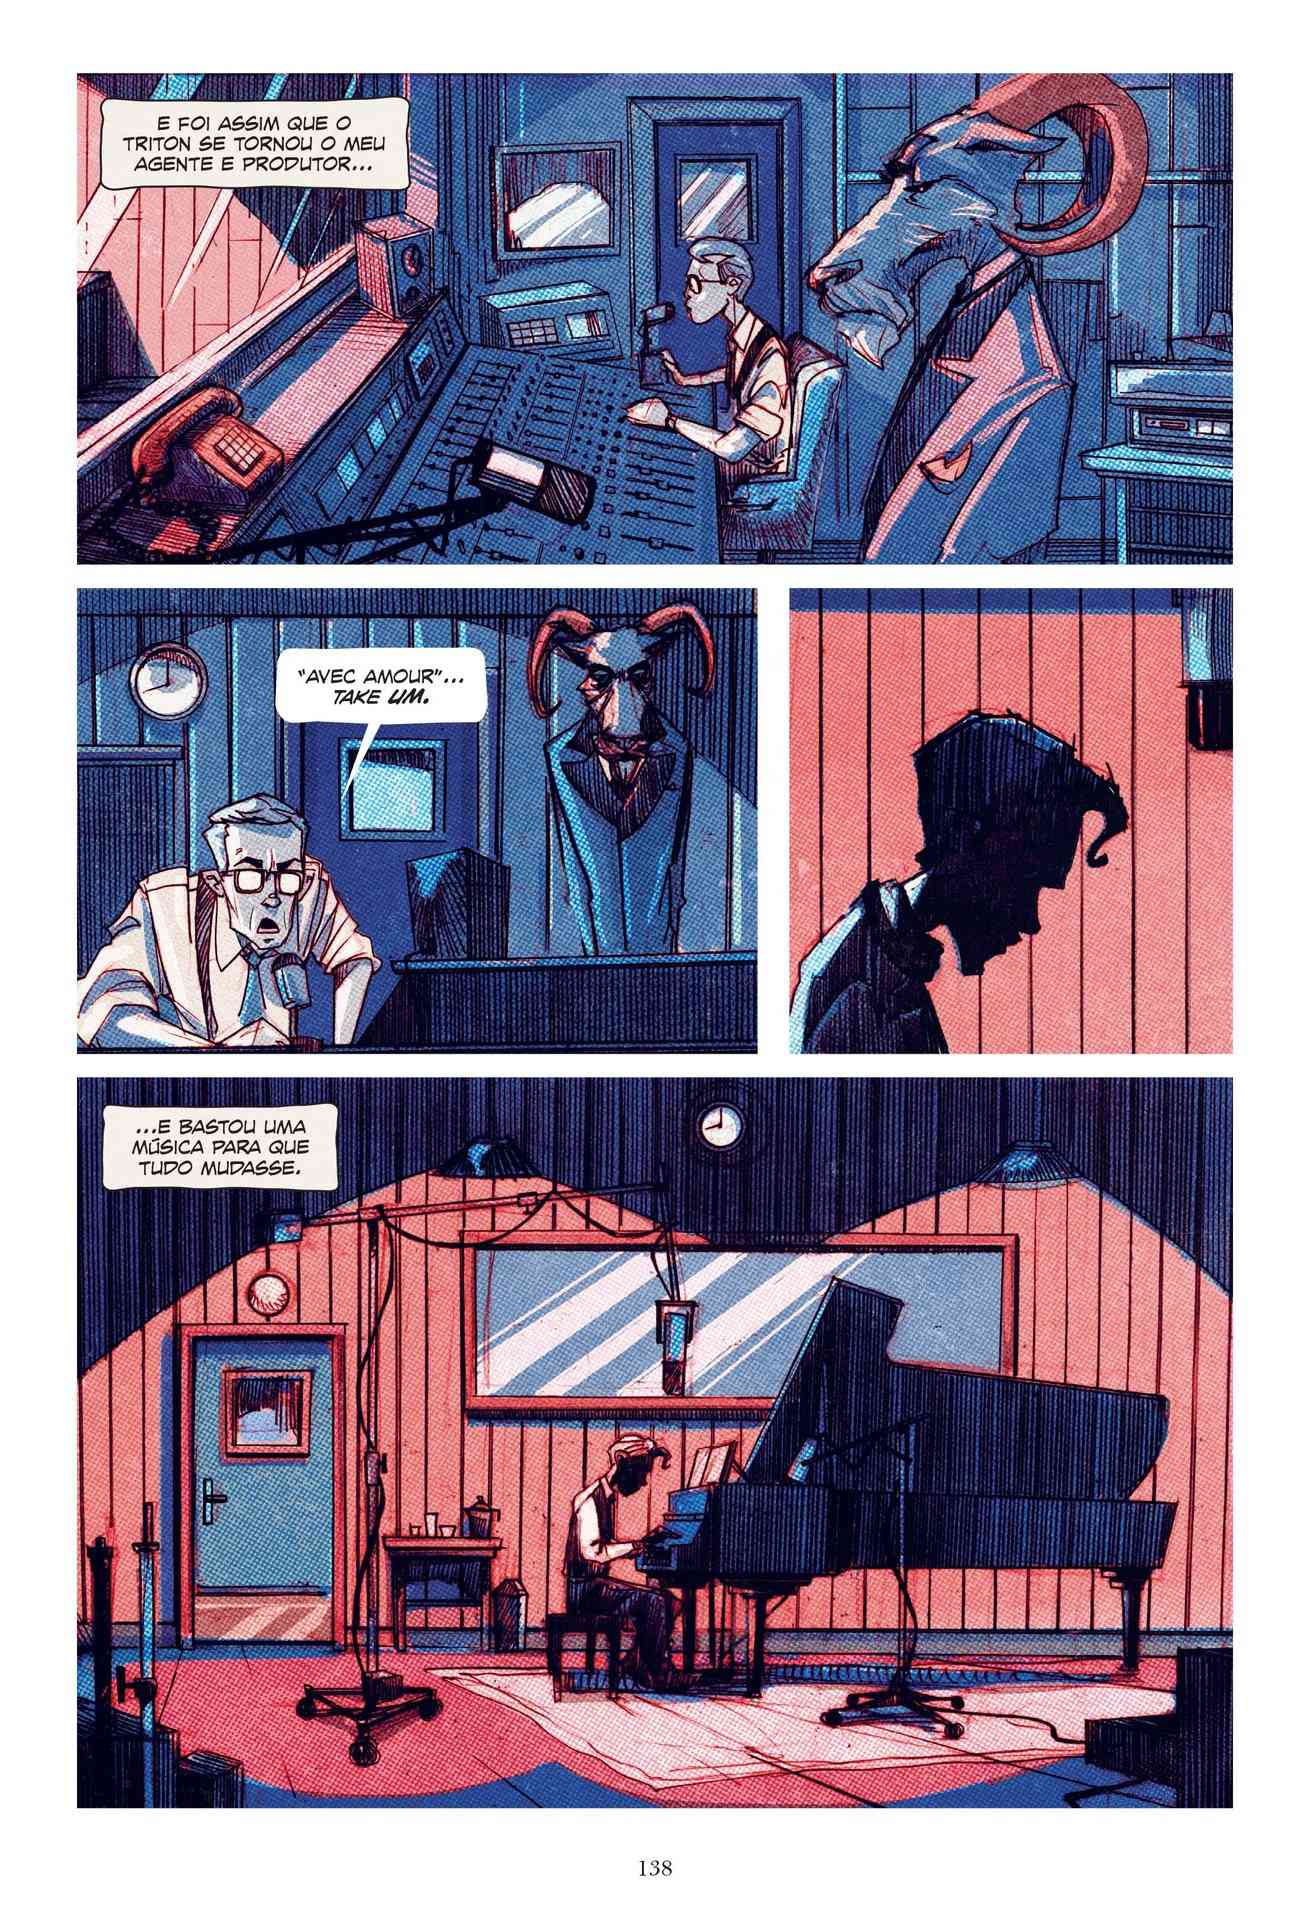 E FOI ASSIM QUE O
TRITON SE TORNOU O MEU
AGENTE E PRODUTOR...
"AVEC AMOUR"...
TAKE UM.
...E BASTOU UMA
MÚSICA PARA QUE
TUDO MUDASSE.
138